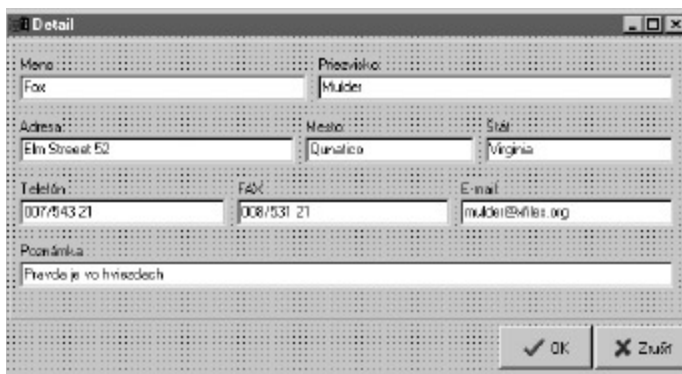 Detail
Meno Priezvisko
Fox Mulder
Adresa Mesto Štát
Elm Streeet 52 Qunatico Virginia
Telefón FAX E-mail
007/543 21 008/531 21 mulder@xfiles.org
Poznámka
Pravda je vo hviezdach
OK Zrušiť